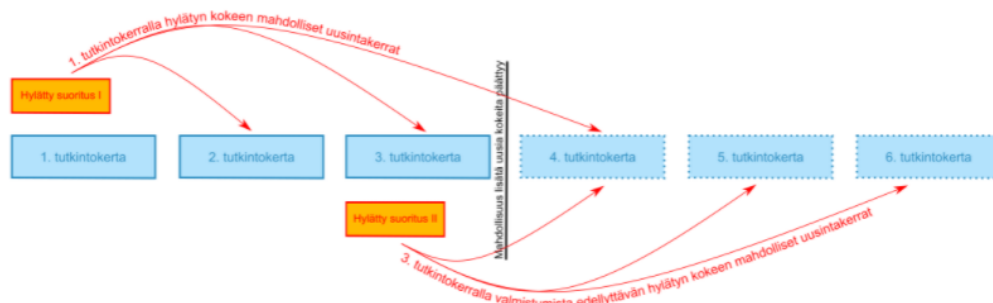 1. tutkintokerralla hylätyn kokeen mahdolliset uusintakerrat
Hylätty suoritus I
1. tutkintokerta
2. tutkintokerta
3. tutkintokerta
Mahdollisuus lisätä uusia kokeita päättyy
4. tutkintokerta
5. tutkintokerta
6. tutkintokerta
Hylätty suoritus II
3. tutkintokerralla valmistumista edellyttävän hylätyn kokeen mahdolliset uusintakerrat